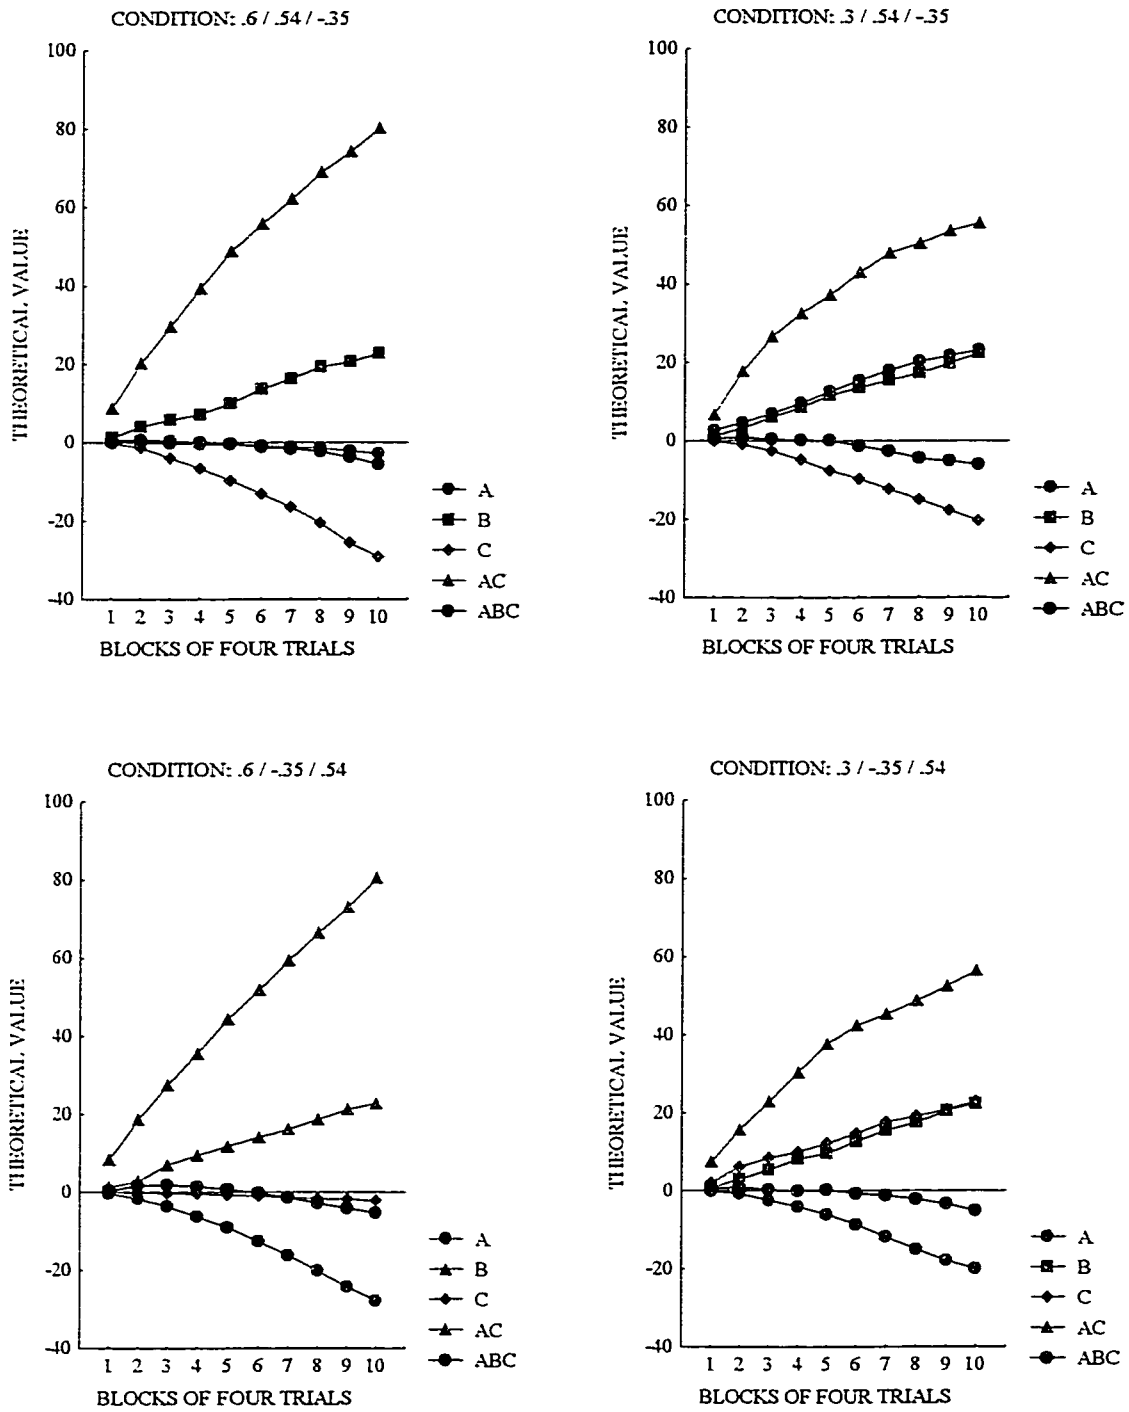 CONDITION: .6 / .54 / -.35
100
80
60
40
20
0
-20
-40
THEORETICAL VALUE
1 2 3 4 5 6 7 8 9 10
BLOCKS OF FOUR TRIALS
A
B
C
AC
ABC
CONDITION: .3 / .54 / -.35
100
80
60
40
20
0
-20
-40
THEORETICAL VALUE
1 2 3 4 5 6 7 8 9 10
BLOCKS OF FOUR TRIALS
A
B
C
AC
ABC
CONDITION: .6 / -.35 / .54
100
80
60
40
20
0
-20
-40
THEORETICAL VALUE
1 2 3 4 5 6 7 8 9 10
BLOCKS OF FOUR TRIALS
A
B
C
AC
ABC
CONDITION: .3 / -.35 / .54
100
80
60
40
20
0
-20
-40
THEORETICAL VALUE
1 2 3 4 5 6 7 8 9 10
BLOCKS OF FOUR TRIALS
A
B
C
AC
ABC